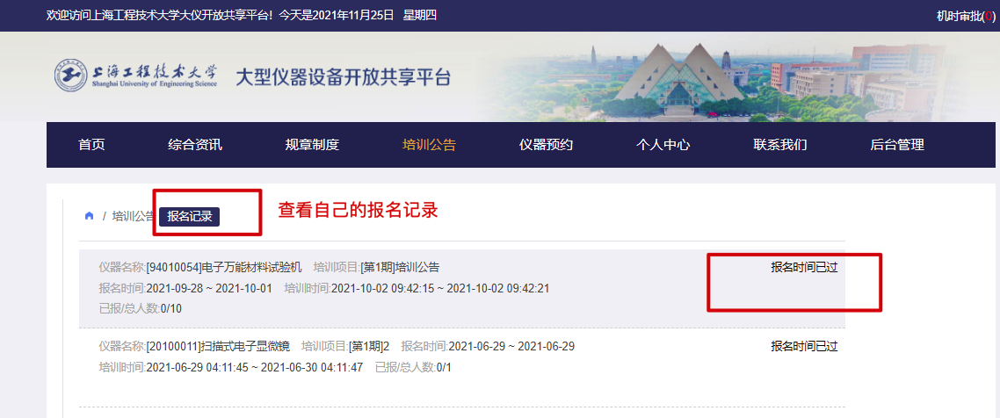 欢迎访问上海工程技术大学大仪开放共享平台！今天是2021年11月25日 星期四
机时审批(0)
上海工程技术大学
Shanghai University of Engineering Science
大型仪器设备开放共享平台
首页 综合资讯 规章制度 培训公告 仪器预约 个人中心 联系我们 后台管理
/ 培训公告 报名记录 查看自己的报名记录
仪器名称:[94010054]电子万能材料试验机 培训项目:[第1期]培训公告 报名时间已过
报名时间:2021-09-28 ~ 2021-10-01 培训时间:2021-10-02 09:42:15 ~ 2021-10-02 09:42:21
已报/总人数:0/10
仪器名称:[20100011]扫描式电子显微镜 培训项目:[第1期]2 报名时间:2021-06-29 ~ 2021-06-29 报名时间已过
培训时间:2021-06-29 04:11:45 ~ 2021-06-30 04:11:47 已报/总人数:0/1